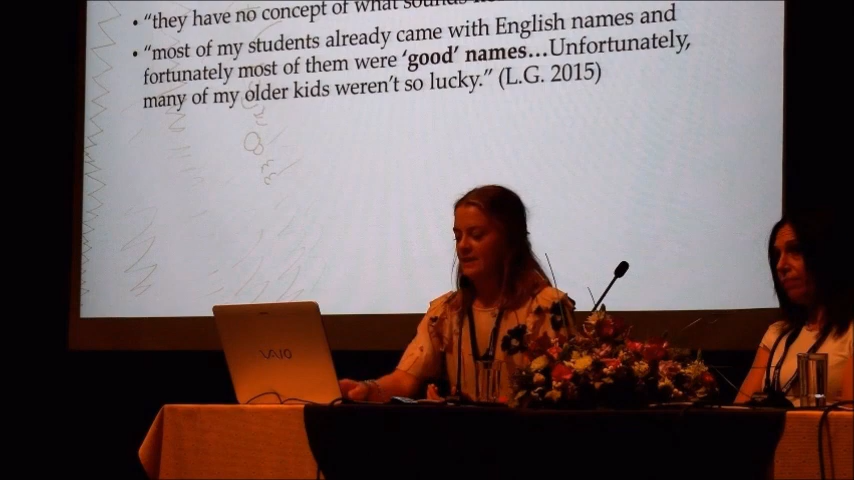 • “they have no concept of what sounds
• “most of my students already came with English names and
fortunately most of them were ‘good’ names…Unfortunately,
many of my older kids weren’t so lucky.” (L.G. 2015)
VAIO